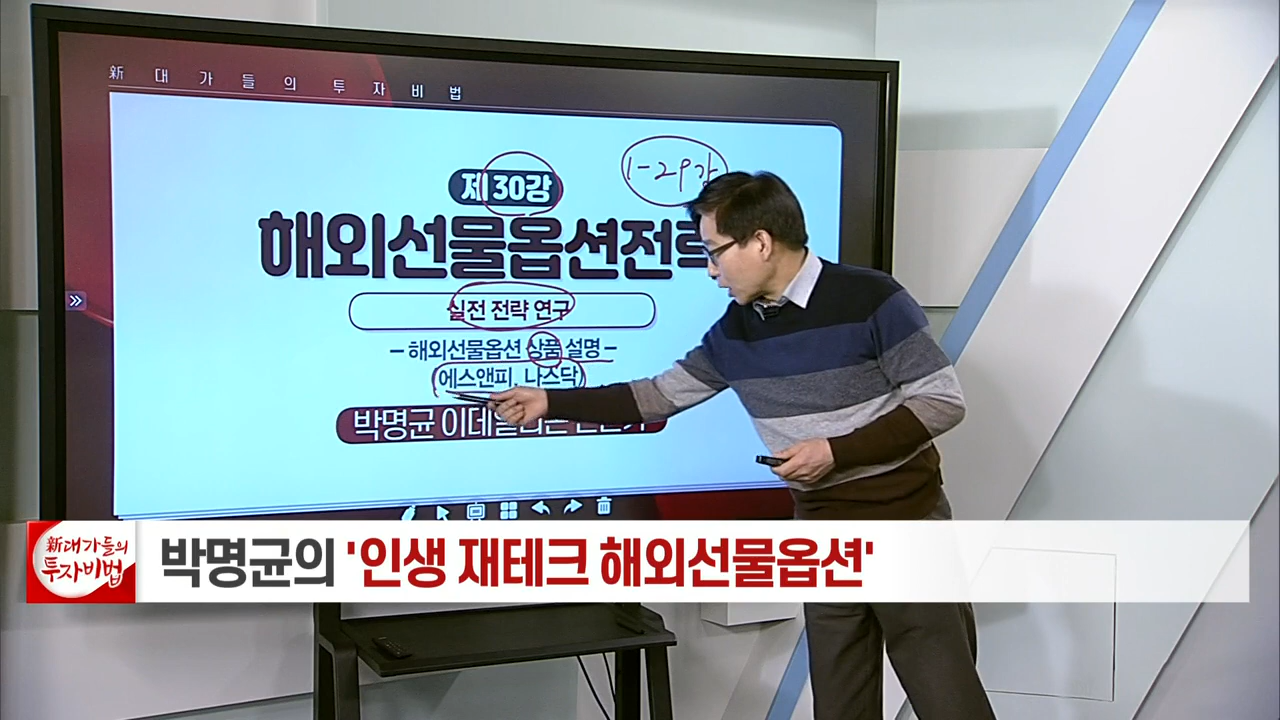 新 대 가 들 의 투 자 비 법
1-29강
제30강
해외선물옵션전략
실전 전략 연구
– 해외선물옵션 상품 설명 –
(에스앤피, 나스닥)
박명균 이데일리온
新대가들의
투자비법
박명균의 '인생 재테크 해외선물옵션'